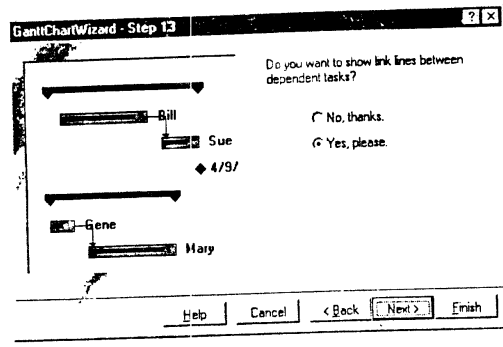 GanttChartWizard - Step 13
Do you want to show link lines between
dependent tasks?
Bill
No, thanks.
Sue
Yes, please.
4/9/
Gene
Mary
Help
Cancel
< Back
Next >
Finish